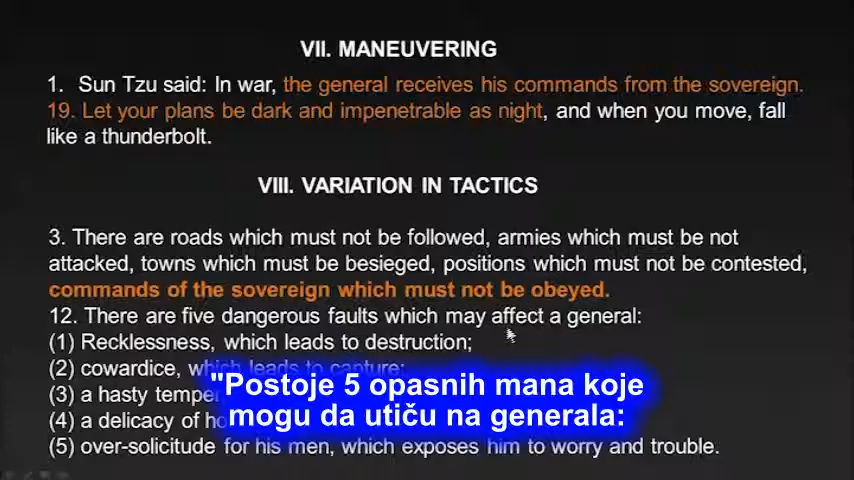 VII. MANEUVERING
1. Sun Tzu said: In war, the general receives his commands from the sovereign.
19. Let your plans be dark and impenetrable as night, and when you move, fall
like a thunderbolt.
VIII. VARIATION IN TACTICS
3. There are roads which must not be followed, armies which must be not
attacked, towns which must be besieged, positions which must not be contested,
commands of the sovereign which must not be obeyed.
12. There are five dangerous faults which may affect a general:
(1) Recklessness, which leads to destruction;
(2) cowardice, which leads to capture;
(3) a hasty temper
"Postoje 5 opasnih mana koje
(4) a delicacy of
mogu da utiču na generala:
(5) over-solicitude for his men, which exposes him to worry and trouble.